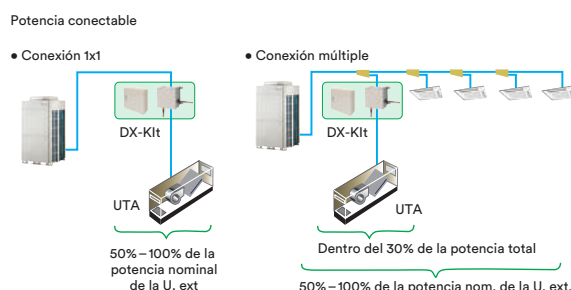 Potencia conectable
• Conexión 1x1
DX-KIt
UTA
50%–100% de la
potencia nominal
de la U. ext
• Conexión múltiple
DX-KIt
UTA
Dentro del 30% de la potencia total
50%–100% de la potencia nom. de la U. ext.